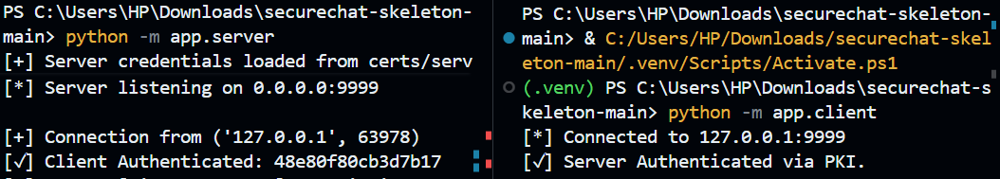 PS C:\Users\HP\Downloads\securechat-skeleton-
main> python -m app.server
[+] Server credentials loaded from certs/serv
[*] Server listening on 0.0.0.0:9999
[+] Connection from ('127.0.0.1', 63978)
[✓] Client Authenticated: 48e80f80cb3d7b17
PS C:\Users\HP\Downloads\securechat-skeleton-
main> & C:/Users/HP/Downloads/securechat-skel
eton-main/.venv/Scripts/Activate.ps1
(.venv) PS C:\Users\HP\Downloads\securechat-s
keleton-main> python -m app.client
[*] Connected to 127.0.0.1:9999
[✓] Server Authenticated via PKI.